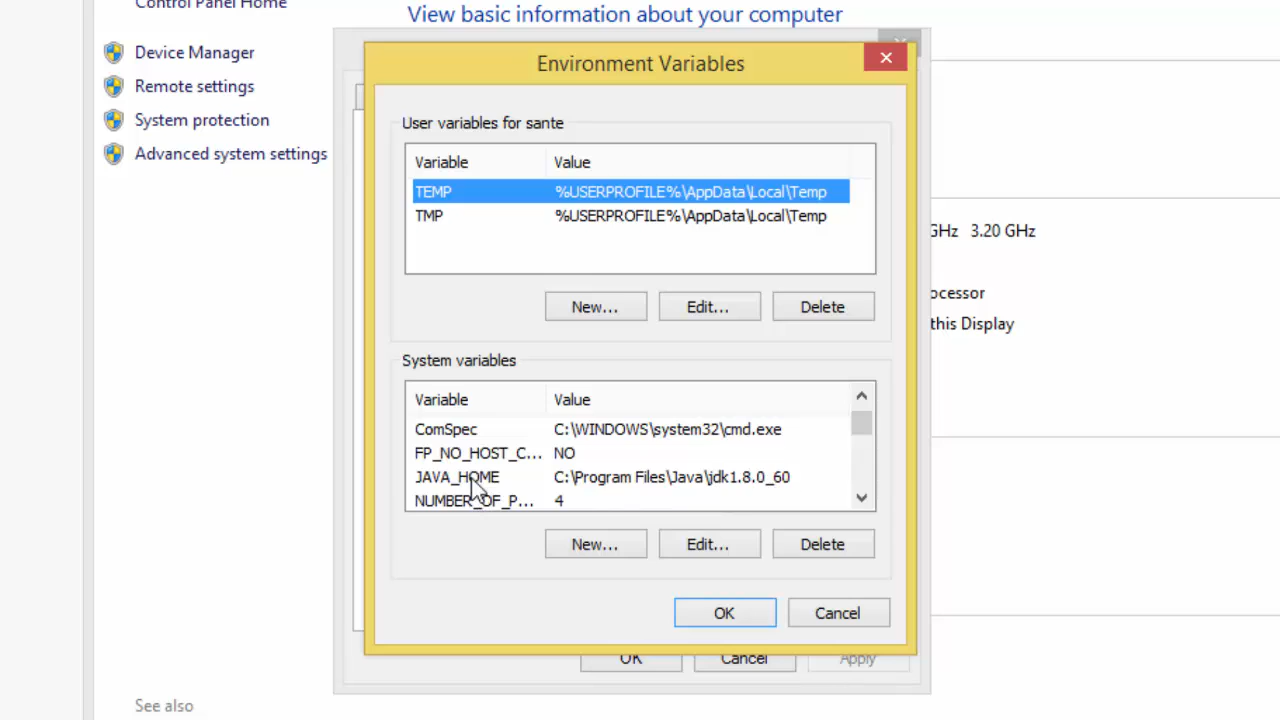 Control Panel Home
Device Manager
Remote settings
System protection
Advanced system settings
See also
View basic information about your computer
GHz 3.20 GHz
this Display
Environment Variables
User variables for sante
Variable Value
TEMP %USERPROFILE%\AppData\Local\Temp
TMP %USERPROFILE%\AppData\Local\Temp
New... Edit... Delete
System variables
Variable Value
ComSpec C:\WINDOWS\system32\cmd.exe
FP_NO_HOST_C... NO
JAVA_HOME C:\Program Files\Java\jdk1.8.0_60
NUMBER_OF_P... 4
New... Edit... Delete
OK Cancel
OK Cancel Apply